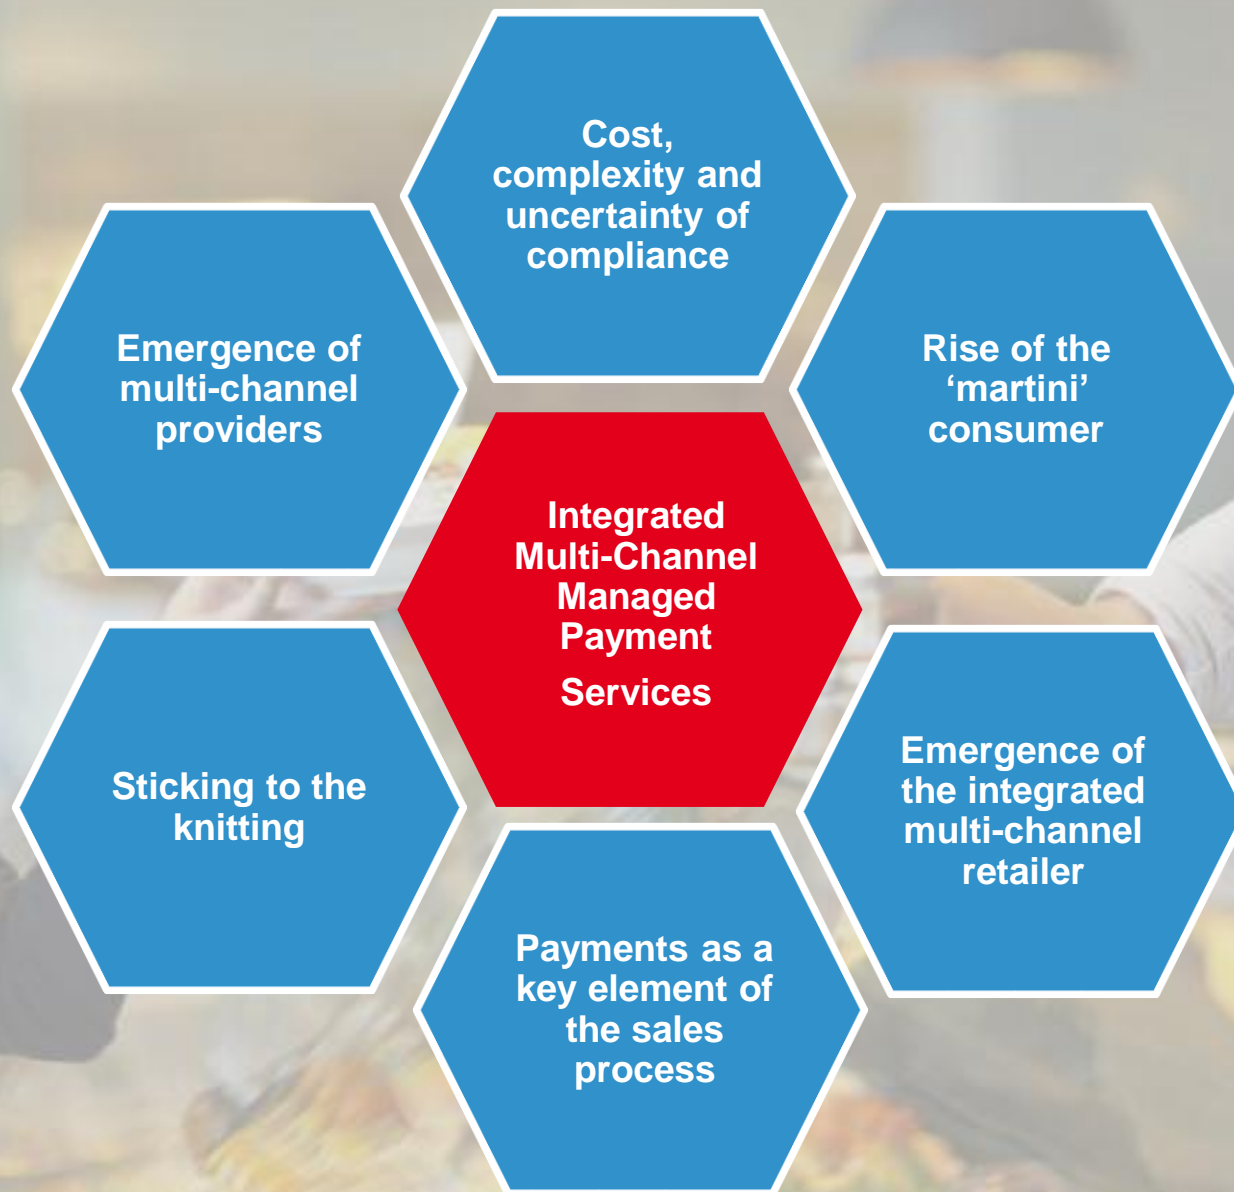 Cost,
complexity and
uncertainty of
compliance
Emergence of
multi-channel
providers
Rise of the
‘martini’
consumer
Integrated
Multi-Channel
Managed
Payment
Services
Sticking to the
knitting
Emergence of
the integrated
multi-channel
retailer
Payments as a
key element of
the sales
process